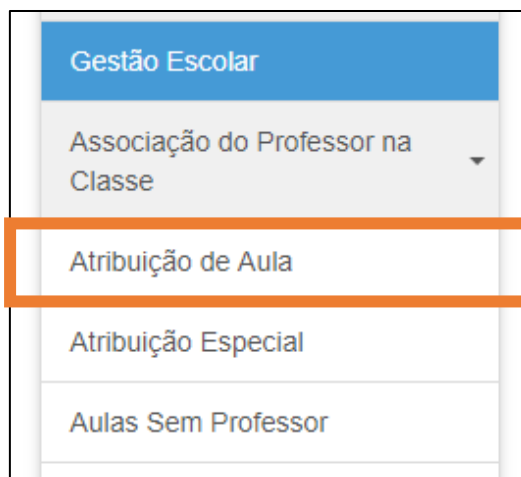 Gestão Escolar
Associação do Professor na
Classe
Atribuição de Aula
Atribuição Especial
Aulas Sem Professor